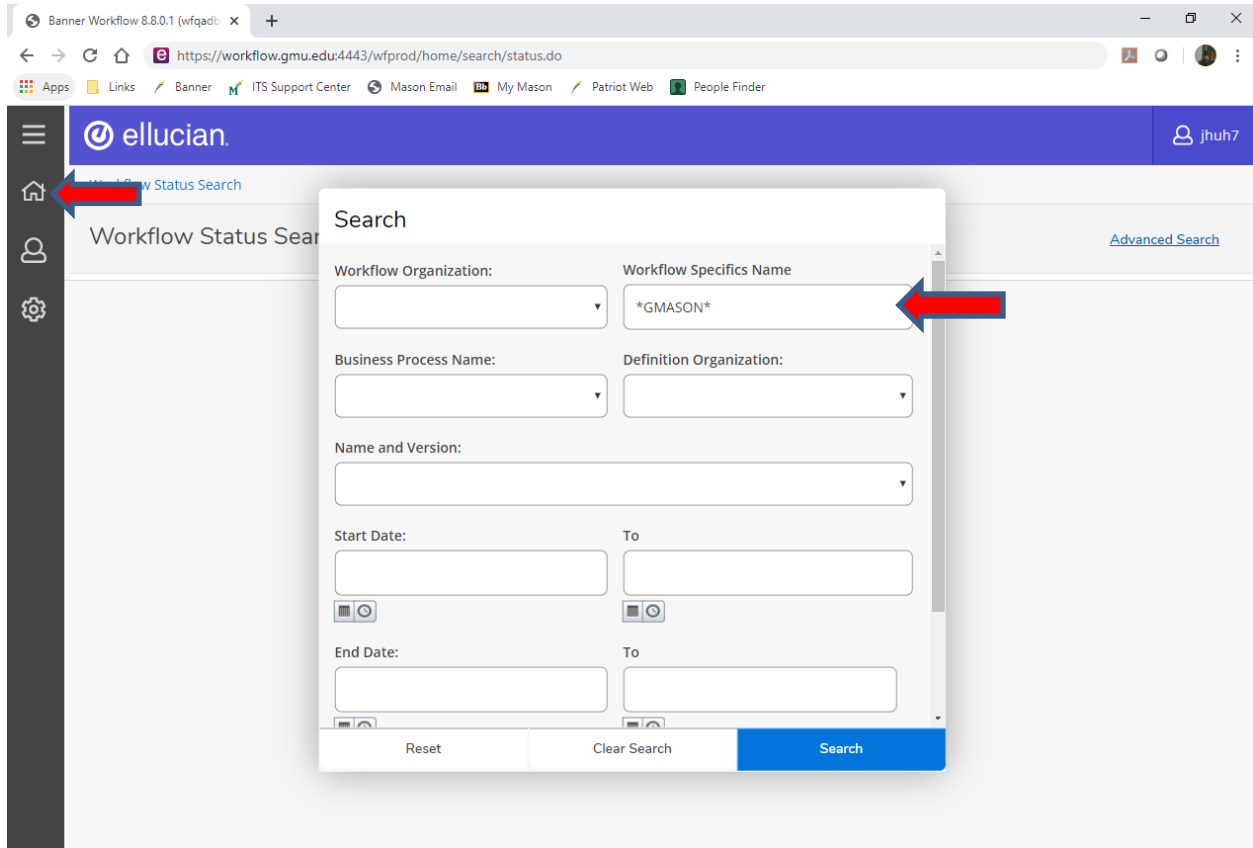 Banner Workflow 8.8.0.1 (wfqadb
https://workflow.gmu.edu:4443/wfprod/home/search/status.do
Apps Links Banner ITS Support Center Mason Email Bb My Mason Patriot Web People Finder
ellucian. jhuh7
Status Search
Workflow Status Sear
Advanced Search
Search
Workflow Organization: Workflow Specifics Name
*GMASON*
Business Process Name: Definition Organization:
Name and Version:
Start Date: To
End Date: To
Reset Clear Search Search